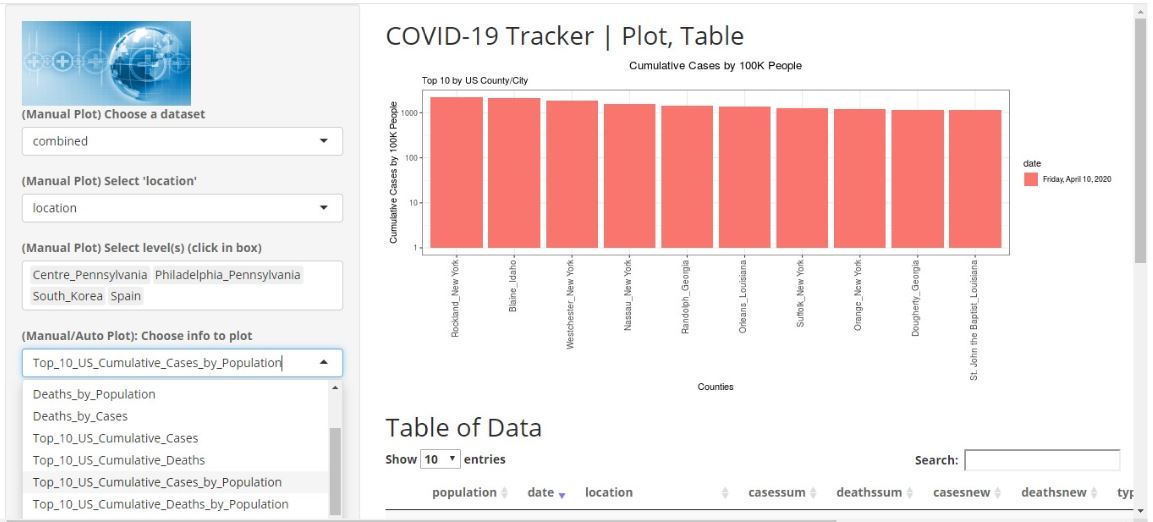 (Manual Plot) Choose a dataset
combined
(Manual Plot) Select 'location'
location
(Manual Plot) Select level(s) (click in box)
Centre_Pennsylvania Philadelphia_Pennsylvania
South_Korea Spain
(Manual/Auto Plot): Choose info to plot
Top_10_US_Cumulative_Cases_by_Population
Deaths_by_Population
Deaths_by_Cases
Top_10_US_Cumulative_Cases
Top_10_US_Cumulative_Deaths
Top_10_US_Cumulative_Cases_by_Population
Top_10_US_Cumulative_Deaths_by_Population
COVID-19 Tracker | Plot, Table
Cumulative Cases by 100K People
Top 10 by US County/City
Cumulative Cases by 100K People
1000
100
10
1
Rockland_New York
Blaine_Idaho
Westchester_New York
Nassau_New York
Randolph_Georgia
Orleans_Louisiana
Suffolk_New York
Orange_New York
Dougherty_Georgia
St. John the Baptist_Louisiana
Counties
date
Friday, April 10, 2020
Table of Data
Show 10 entries
Search:
population date location casessum deathssum casesnew deathsnew typ